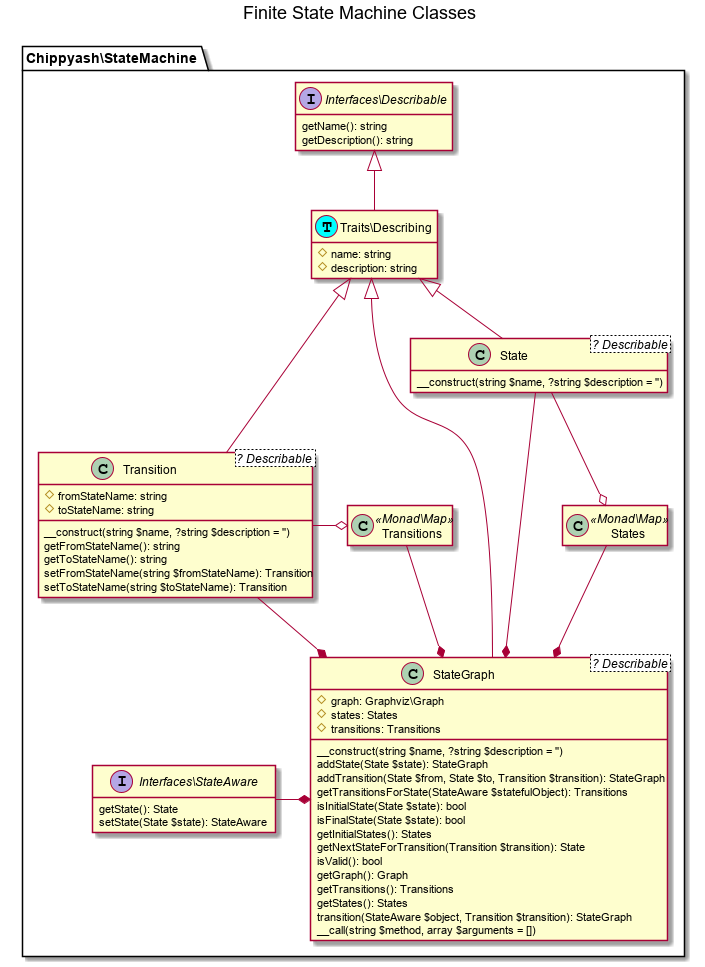 Finite State Machine Classes
Chippyash\StateMachine
I Interfaces\Describable
getName(): string
getDescription(): string
T Traits\Describing
name: string
description: string
? Describable
C State
__construct(string $name, ?string $description = '')
? Describable
C Transition
fromStateName: string
toStateName: string
__construct(string $name, ?string $description = '')
getFromStateName(): string
getToStateName(): string
setFromStateName(string $fromStateName): Transition
setToStateName(string $toStateName): Transition
C «Monad\Map»
Transitions
C «Monad\Map»
States
? Describable
C StateGraph
graph: Graphviz\Graph
states: States
transitions: Transitions
__construct(string $name, ?string $description = '')
addState(State $state): StateGraph
addTransition(State $from, State $to, Transition $transition): StateGraph
getTransitionsForState(StateAware $statefulObject): Transitions
isInitialState(State $state): bool
isFinalState(State $state): bool
getInitialStates(): States
getNextStateForTransition(Transition $transition): State
isValid(): bool
getGraph(): Graph
getTransitions(): Transitions
getStates(): States
transition(StateAware $object, Transition $transition): StateGraph
__call(string $method, array $arguments = [])
I Interfaces\StateAware
getState(): State
setState(State $state): StateAware